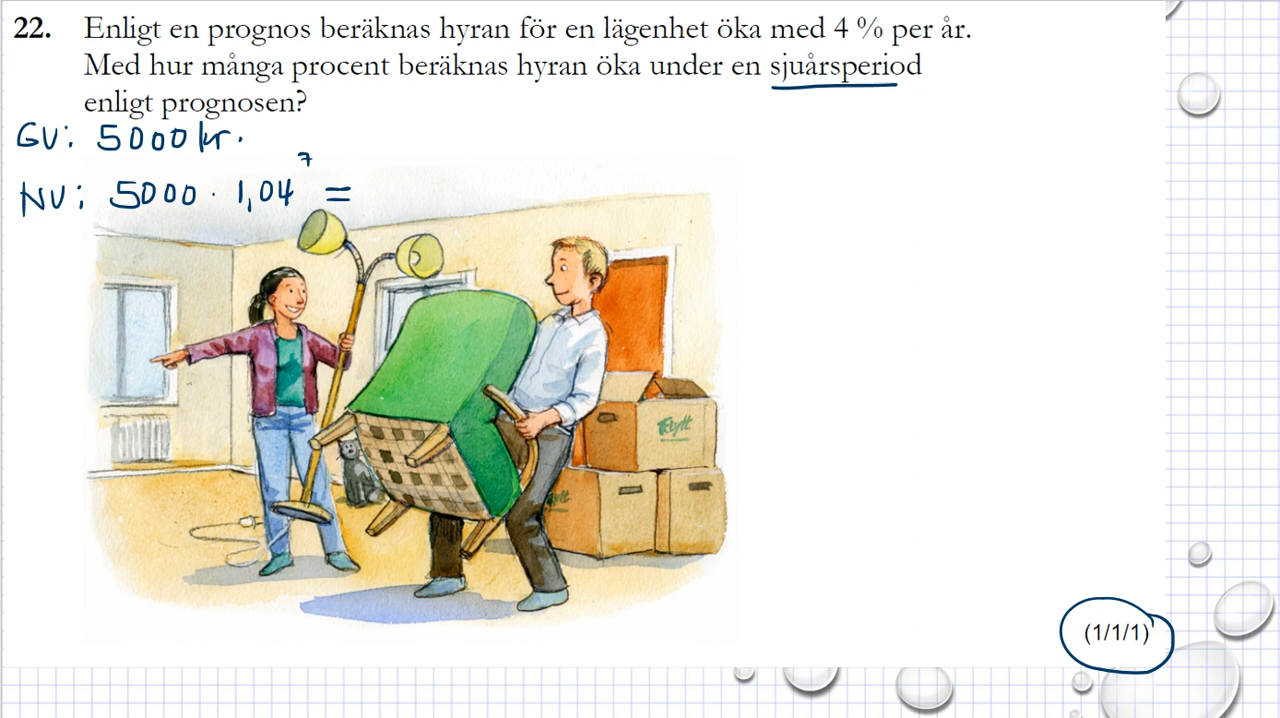 22. Enligt en prognos beräknas hyran för en lägenhet öka med 4 % per år.
Med hur många procent beräknas hyran öka under en sjuårsperiod
enligt prognosen?
GV: 5000 kr.
NV: 5000 · 1,04⁷ =
Flytt
(1/1/1)